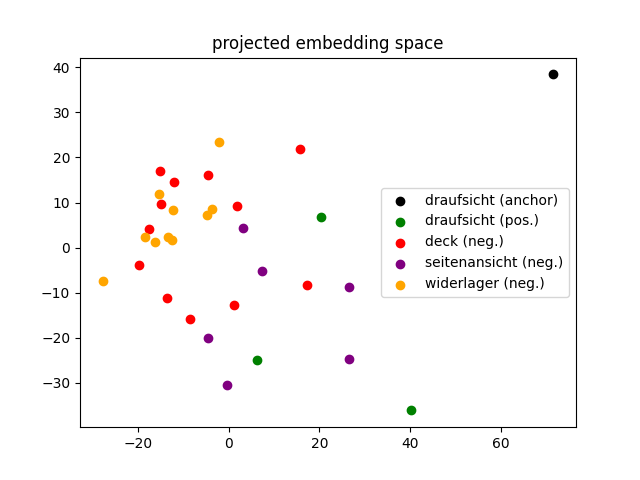 projected embedding space
40
30
20
10
0
−10
−20
−30
−20 0 20 40 60
draufsicht (anchor)
draufsicht (pos.)
deck (neg.)
seitenansicht (neg.)
widerlager (neg.)